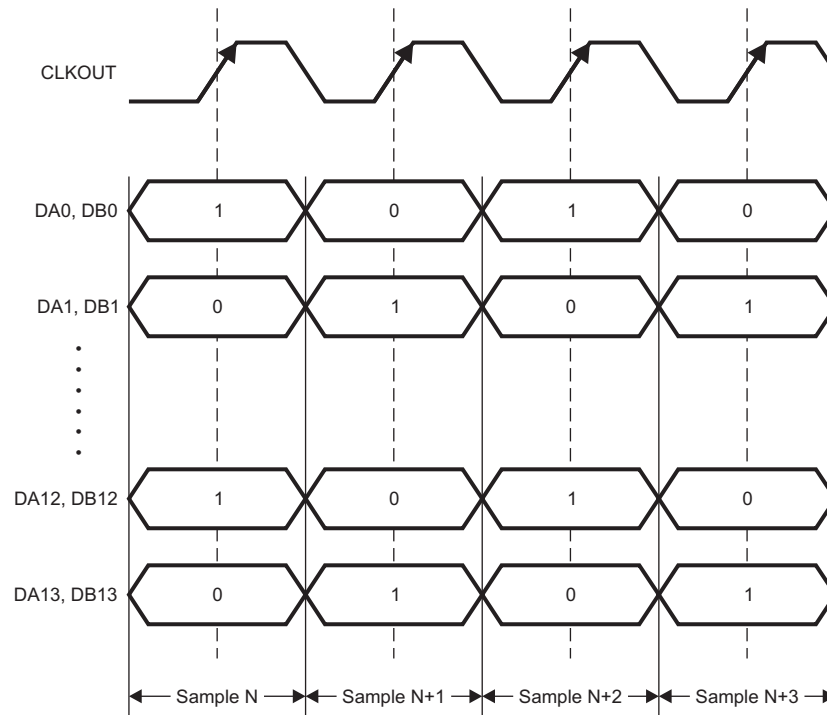 CLKOUT
DA0, DB0 1 0 1 0
DA1, DB1 0 1 0 1
DA12, DB12 1 0 1 0
DA13, DB13 0 1 0 1
Sample N Sample N+1 Sample N+2 Sample N+3